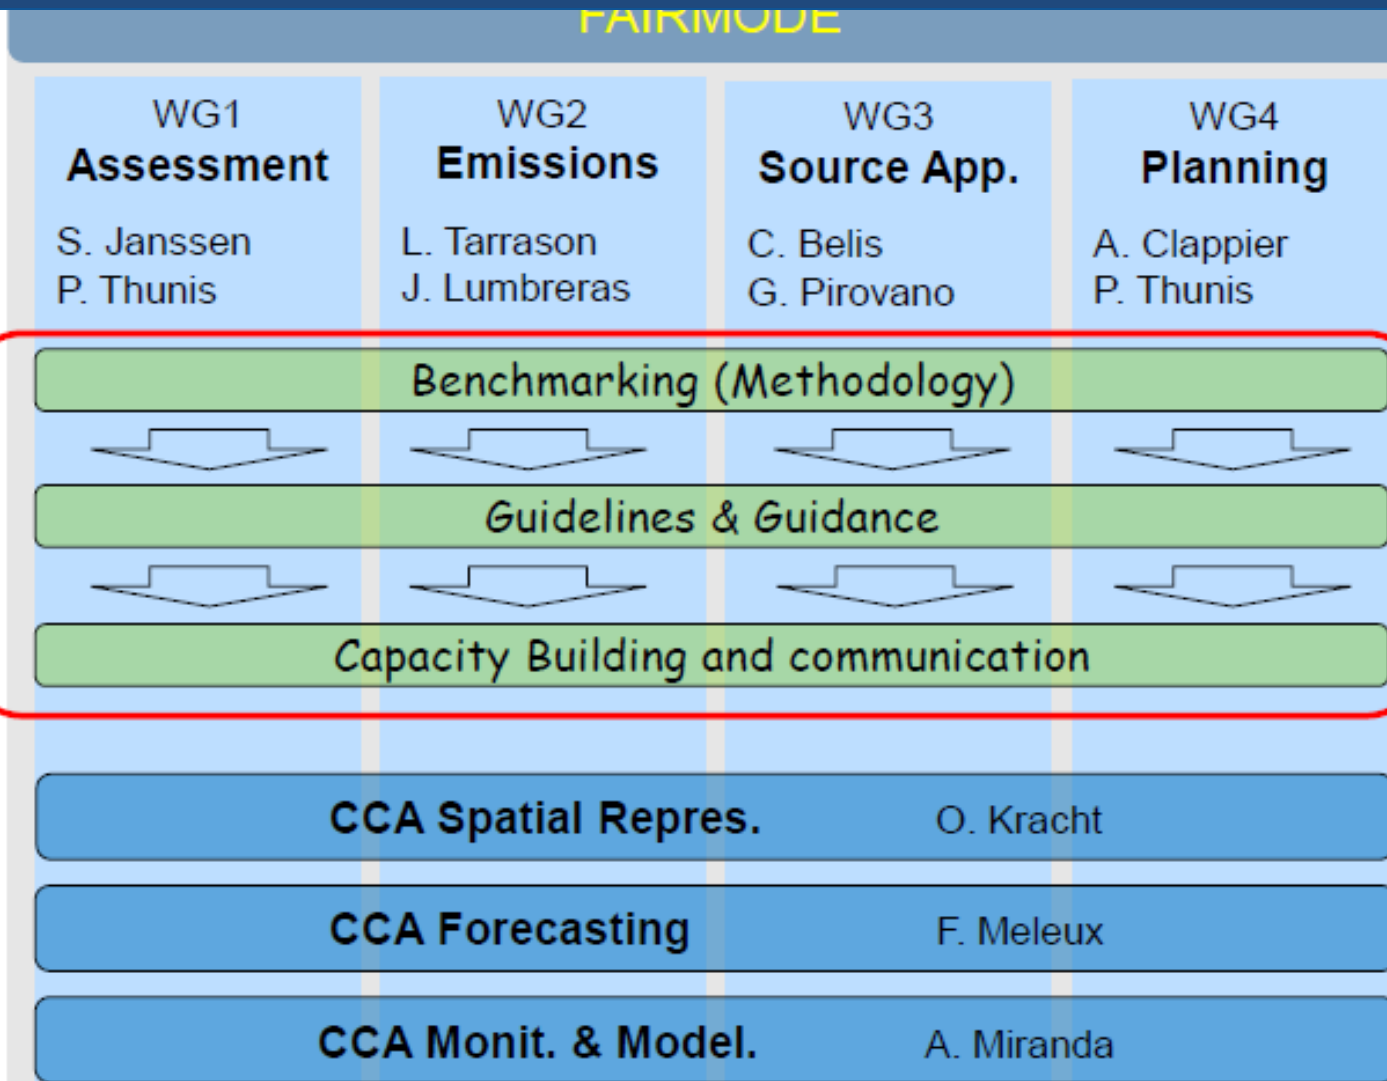 FAIRMODE
WG1
Assessment
S. Janssen
P. Thunis
WG2
Emissions
L. Tarrason
J. Lumbreras
WG3
Source App.
C. Belis
G. Pirovano
WG4
Planning
A. Clappier
P. Thunis
Benchmarking (Methodology)
Guidelines & Guidance
Capacity Building and communication
CCA Spatial Repres. O. Kracht
CCA Forecasting F. Meleux
CCA Monit. & Model. A. Miranda